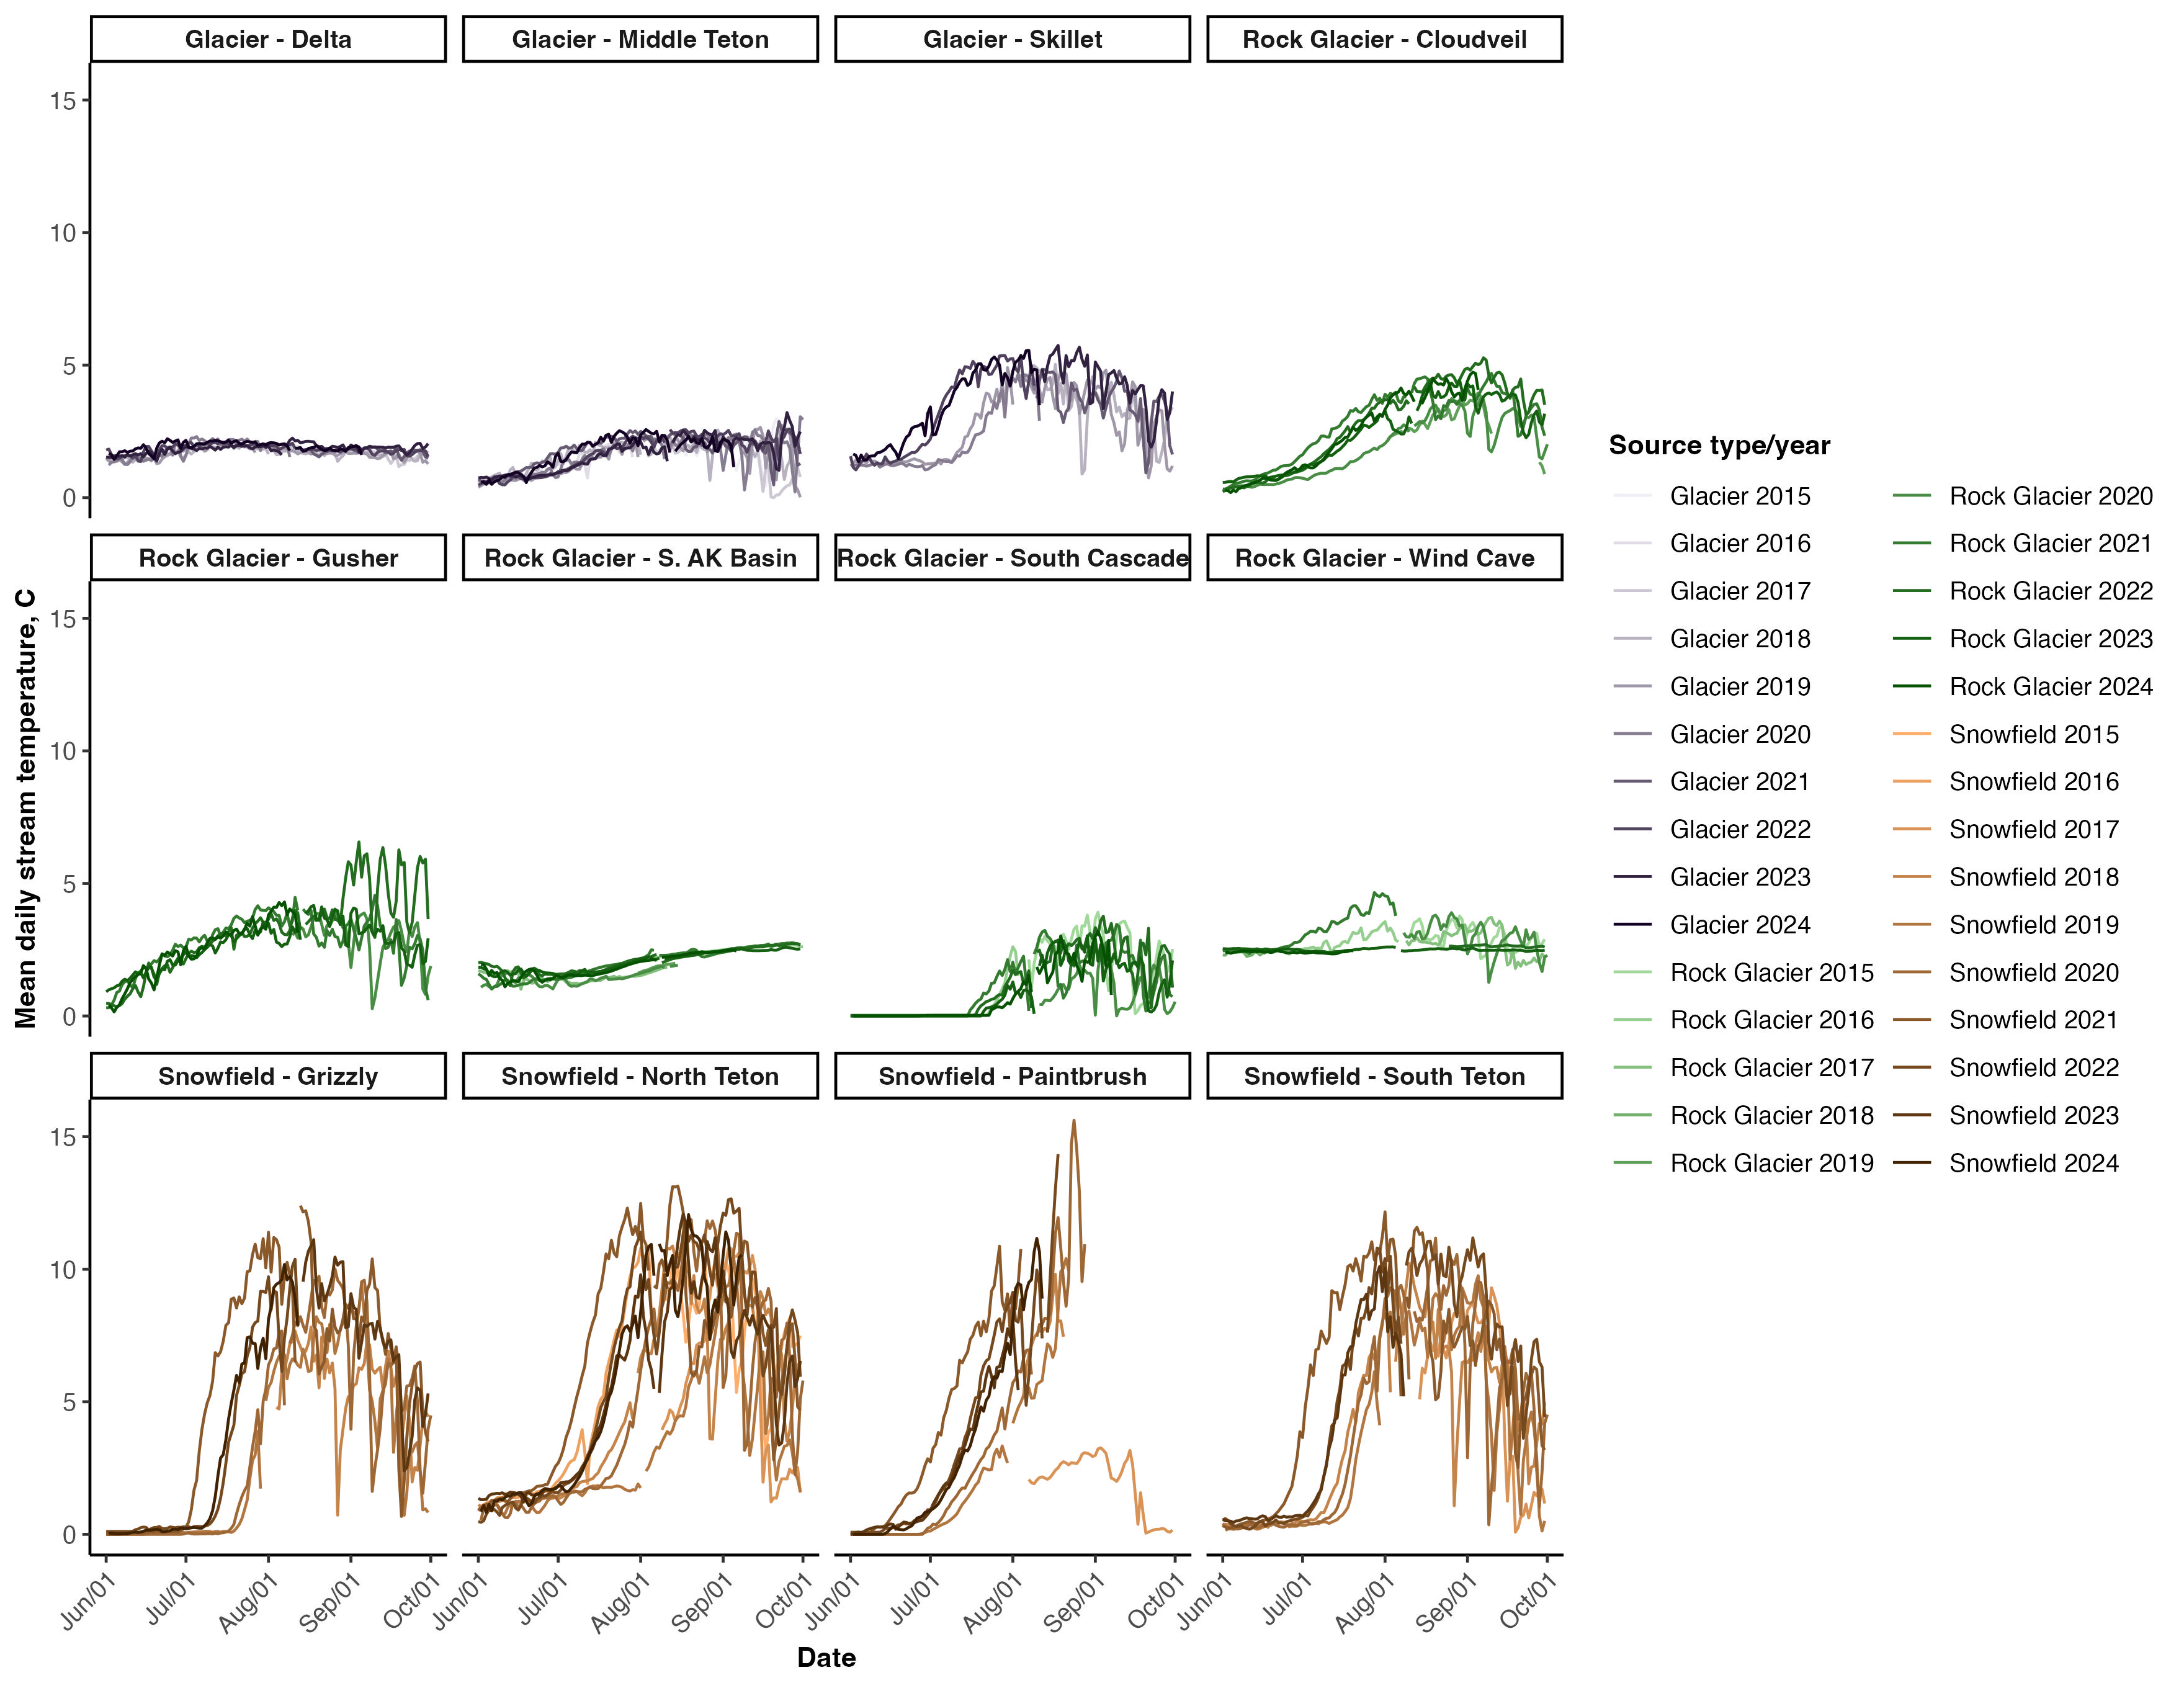 Glacier - Delta
Glacier - Middle Teton
Glacier - Skillet
Rock Glacier - Cloudveil
15
10
5
0
Rock Glacier - Gusher
Rock Glacier - S. AK Basin
Rock Glacier - South Cascade
Rock Glacier - Wind Cave
15
10
5
0
Snowfield - Grizzly
Snowfield - North Teton
Snowfield - Paintbrush
Snowfield - South Teton
15
10
5
0
Jun/01
Jul/01
Aug/01
Sep/01
Oct/01
Jun/01
Jul/01
Aug/01
Sep/01
Oct/01
Jun/01
Jul/01
Aug/01
Sep/01
Oct/01
Jun/01
Jul/01
Aug/01
Sep/01
Oct/01
Date
Mean daily stream temperature, C
Source type/year
Glacier 2015
Glacier 2016
Glacier 2017
Glacier 2018
Glacier 2019
Glacier 2020
Glacier 2021
Glacier 2022
Glacier 2023
Glacier 2024
Rock Glacier 2015
Rock Glacier 2016
Rock Glacier 2017
Rock Glacier 2018
Rock Glacier 2019
Rock Glacier 2020
Rock Glacier 2021
Rock Glacier 2022
Rock Glacier 2023
Rock Glacier 2024
Snowfield 2015
Snowfield 2016
Snowfield 2017
Snowfield 2018
Snowfield 2019
Snowfield 2020
Snowfield 2021
Snowfield 2022
Snowfield 2023
Snowfield 2024